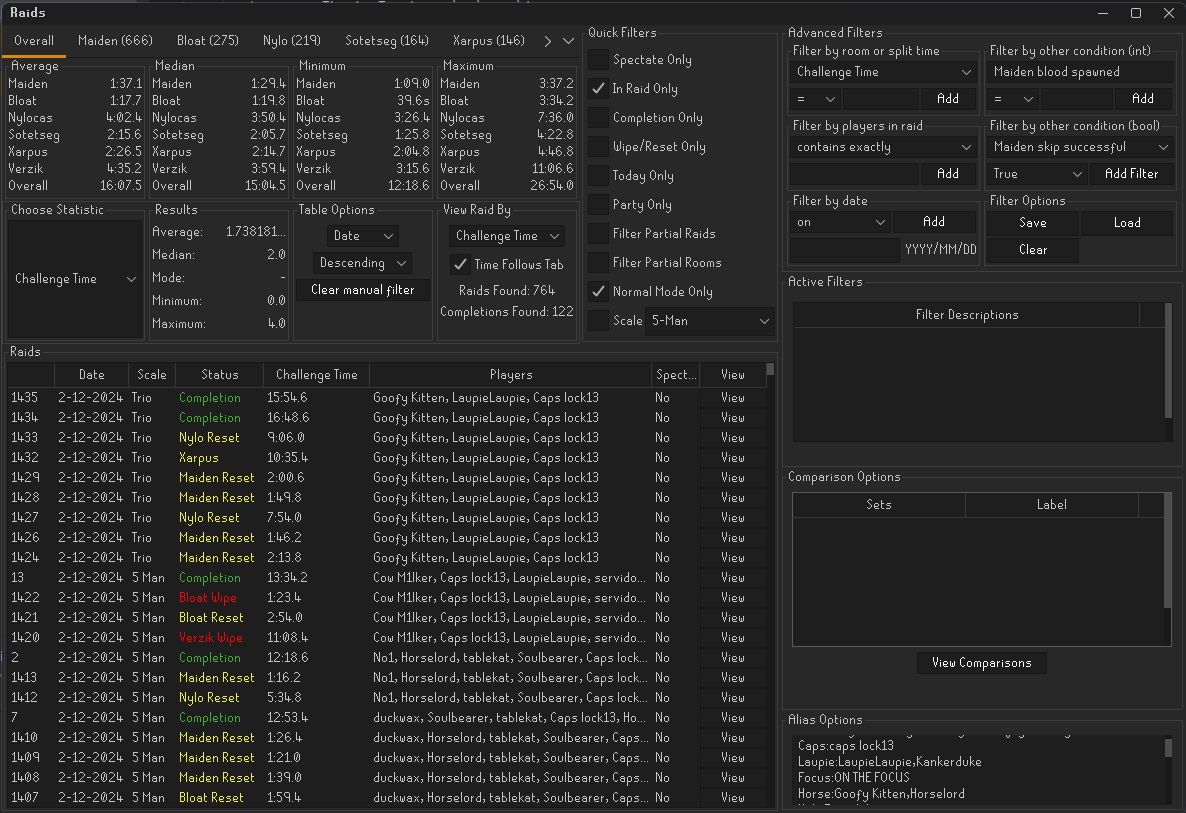 Raids
Overall Maiden (666) Bloat (275) Nylo (219) Sotetseg (164) Xarpus (146)
Average
Maiden 1:37.1
Bloat 1:17.7
Nylocas 4:02.4
Sotetseg 2:15.6
Xarpus 2:26.5
Verzik 4:35.2
Overall 16:07.5
Median
Maiden 1:29.4
Bloat 1:19.8
Nylocas 3:50.4
Sotetseg 2:05.7
Xarpus 2:14.7
Verzik 3:59.4
Overall 15:04.5
Minimum
Maiden 1:09.0
Bloat 39.6s
Nylocas 3:26.4
Sotetseg 1:25.8
Xarpus 2:04.8
Verzik 3:15.6
Overall 12:18.6
Maximum
Maiden 3:37.2
Bloat 3:34.2
Nylocas 7:36.0
Sotetseg 4:22.8
Xarpus 4:46.8
Verzik 11:06.6
Overall 26:54.0
Choose Statistic
Challenge Time
Results
Average: 1.738181...
Median: 2.0
Mode: -
Minimum: 0.0
Maximum: 4.0
Table Options
Date
Descending
Clear manual filter
View Raid By
Challenge Time
Time Follows Tab
Raids Found: 764
Completions Found: 122
Quick Filters
Spectate Only
In Raid Only
Completion Only
Wipe/Reset Only
Today Only
Party Only
Filter Partial Raids
Filter Partial Rooms
Normal Mode Only
Scale 5-Man
Advanced Filters
Filter by room or split time
Challenge Time
= Add
Filter by players in raid
contains exactly
Add
Filter by date
on Add
YYYY/MM/DD
Filter by other condition (int)
Maiden blood spawned
= Add
Filter by other condition (bool)
Maiden skip successful
True Add Filter
Filter Options
Save Load
Clear
Active Filters
Filter Descriptions
Comparison Options
Sets Label
View Comparisons
Alias Options
Caps:caps lock13
Laupie:LaupieLaupie,Kankerduke
Focus:ON THE FOCUS
Horse:Goofy Kitten,Horselord
Raids
Date Scale Status Challenge Time Players Spect... View
1435 2-12-2024 Trio Completion 15:54.6 Goofy Kitten, LaupieLaupie, Caps lock13 No View
1434 2-12-2024 Trio Completion 16:48.6 Goofy Kitten, LaupieLaupie, Caps lock13 No View
1433 2-12-2024 Trio Nylo Reset 9:06.0 Goofy Kitten, LaupieLaupie, Caps lock13 No View
1432 2-12-2024 Trio Xarpus 10:35.4 Goofy Kitten, LaupieLaupie, Caps lock13 No View
1429 2-12-2024 Trio Maiden Reset 2:00.6 Goofy Kitten, LaupieLaupie, Caps lock13 No View
1428 2-12-2024 Trio Maiden Reset 1:49.8 Goofy Kitten, LaupieLaupie, Caps lock13 No View
1427 2-12-2024 Trio Nylo Reset 7:54.0 Goofy Kitten, LaupieLaupie, Caps lock13 No View
1426 2-12-2024 Trio Maiden Reset 1:46.2 Goofy Kitten, LaupieLaupie, Caps lock13 No View
1424 2-12-2024 Trio Maiden Reset 2:13.8 Goofy Kitten, LaupieLaupie, Caps lock13 No View
13 2-12-2024 5 Man Completion 13:34.2 Cow M1lker, Caps lock13, LaupieLaupie, servido... No View
1422 2-12-2024 5 Man Bloat Wipe 1:23.4 Cow M1lker, Caps lock13, LaupieLaupie, servido... No View
1421 2-12-2024 5 Man Bloat Reset 2:54.0 Cow M1lker, Caps lock13, LaupieLaupie, servido... No View
1420 2-12-2024 5 Man Verzik Wipe 11:08.4 Cow M1lker, Caps lock13, LaupieLaupie, servido... No View
2 2-12-2024 5 Man Completion 12:18.6 No1, Horselord, tablekat, Soulbearer, Caps lock... No View
1413 2-12-2024 5 Man Maiden Reset 1:16.2 No1, Horselord, tablekat, Soulbearer, Caps lock... No View
1412 2-12-2024 5 Man Nylo Reset 5:34.8 No1, Horselord, tablekat, Soulbearer, Caps lock... No View
7 2-12-2024 5 Man Completion 12:53.4 duckwax, Soulbearer, tablekat, Caps lock13, Ho... No View
1410 2-12-2024 5 Man Maiden Reset 1:26.4 duckwax, Horselord, tablekat, Soulbearer, Caps... No View
1409 2-12-2024 5 Man Maiden Reset 1:21.0 duckwax, Horselord, tablekat, Soulbearer, Caps... No View
1408 2-12-2024 5 Man Maiden Reset 1:39.0 duckwax, Horselord, tablekat, Soulbearer, Caps... No View
1407 2-12-2024 5 Man Bloat Reset 1:59.4 duckwax, Horselord, tablekat, Soulbearer, Caps... No View